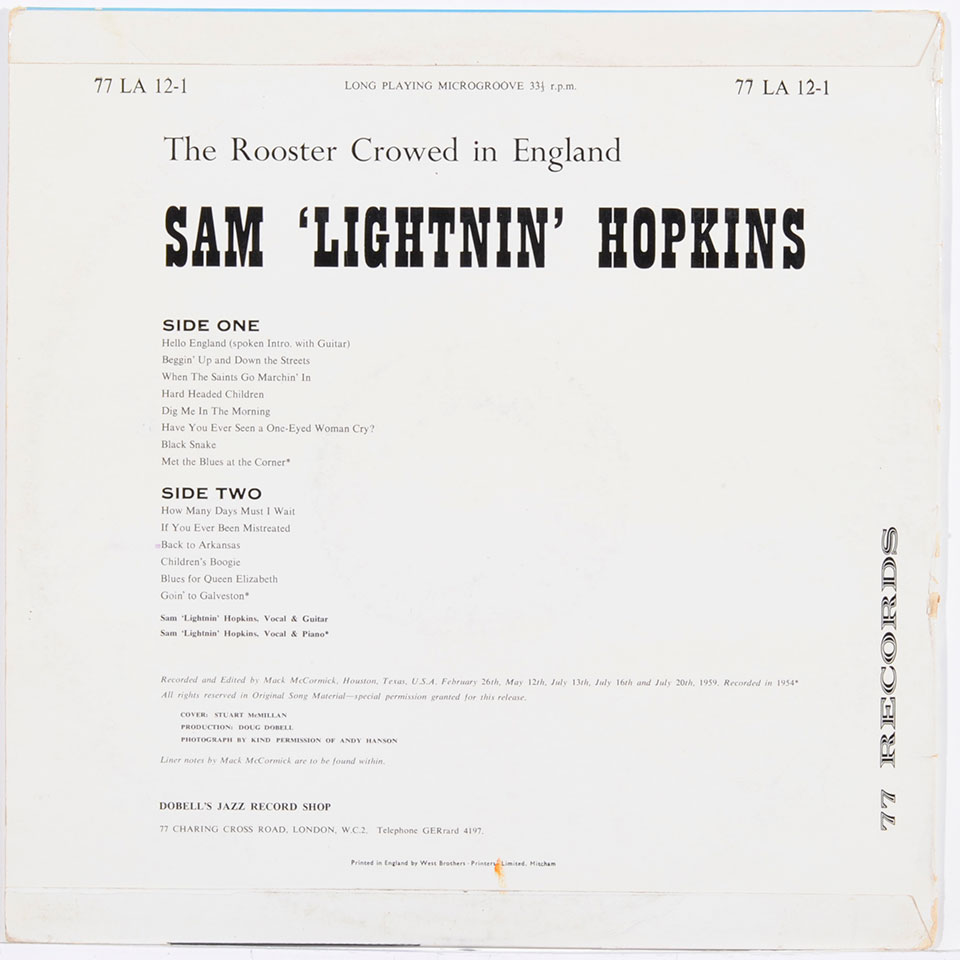 77 LA 12-1
LONG PLAYING MICROGROOVE 33⅓ r.p.m.
77 LA 12-1
The Rooster Crowed in England
SAM ‘LIGHTNIN’ HOPKINS
SIDE ONE
Hello England (spoken Intro. with Guitar)
Beggin’ Up and Down the Streets
When The Saints Go Marchin’ In
Hard Headed Children
Dig Me In The Morning
Have You Ever Seen a One-Eyed Woman Cry?
Black Snake
Met the Blues at the Corner*
SIDE TWO
How Many Days Must I Wait
If You Ever Been Mistreated
Back to Arkansas
Children’s Boogie
Blues for Queen Elizabeth
Goin’ to Galveston*
Sam ‘Lightnin’ Hopkins, Vocal & Guitar
Sam ‘Lightnin’ Hopkins, Vocal & Piano*
Recorded and Edited by Mack McCormick, Houston, Texas, U.S.A. February 26th, May 12th, July 13th, July 16th and July 20th, 1959. Recorded in 1954*
All rights reserved in Original Song Material—special permission granted for this release.
COVER: STUART McMILLAN
PRODUCTION: DOUG DOBELL
PHOTOGRAPH BY KIND PERMISSION OF ANDY HANSON
Liner notes by Mack McCormick are to be found within.
DOBELL’S JAZZ RECORD SHOP
77 CHARING CROSS ROAD, LONDON, W.C.2. Telephone GERrard 4197.
Printed in England by West Brothers · Printers Limited, Mitcham
77 RECORDS